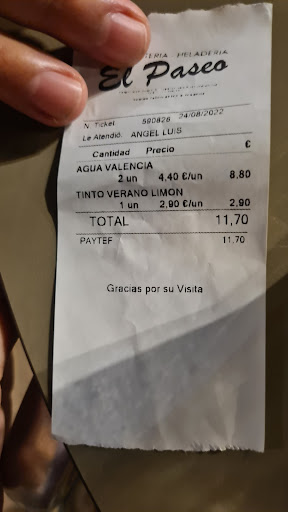 HELADERIA
El Paseo
N. Ticket 590828 24/08/2022
Le Atendió: ANGEL LUIS
Cantidad Precio €
AGUA VALENCIA
2 un 4,40 €/un 8,80
TINTO VERANO LIMON
1 un 2,90 €/un 2,90
TOTAL 11,70
PAYTEF 11,70
Gracias por su Visita